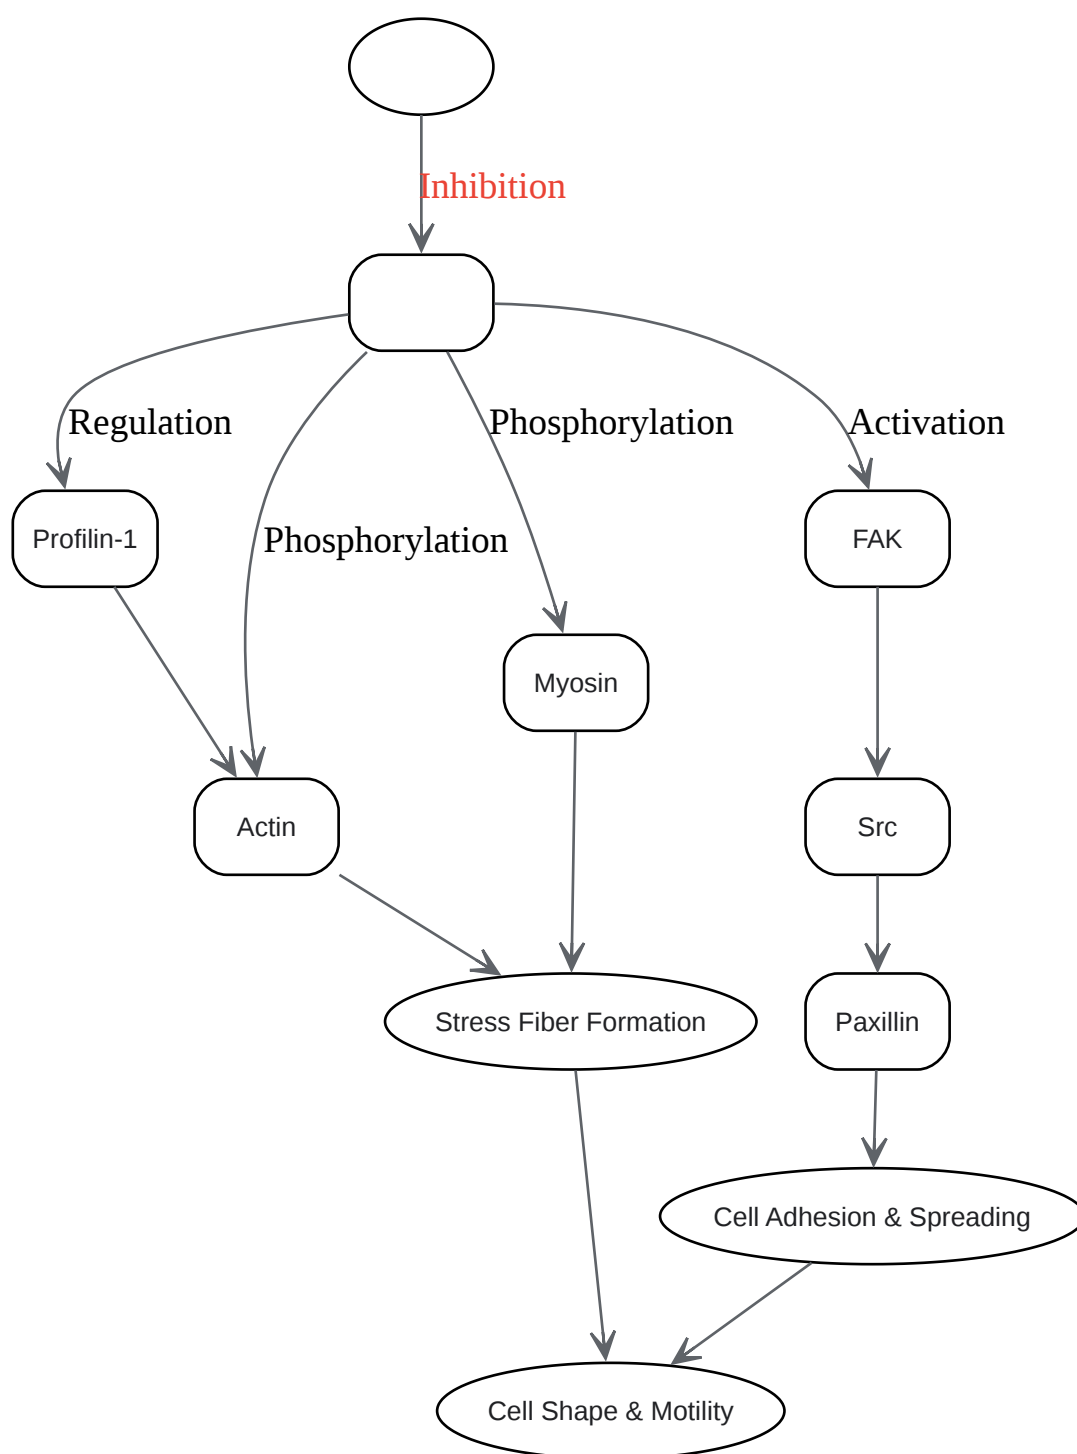 Inhibition
Regulation
Phosphorylation
Activation
Profilin-1
Phosphorylation
FAK
Myosin
Actin
Src
Stress Fiber Formation
Paxillin
Cell Adhesion & Spreading
Cell Shape & Motility